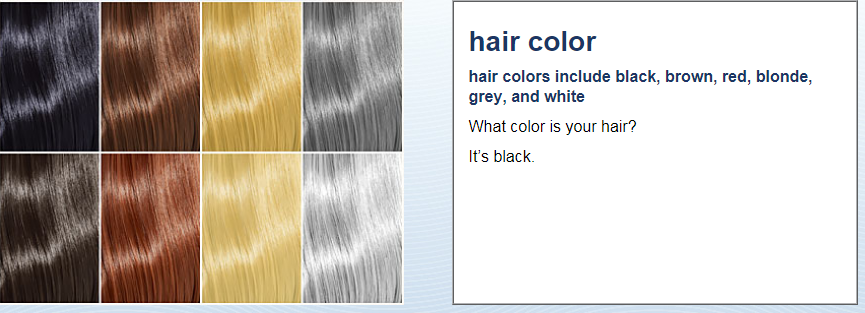 hair color
hair colors include black, brown, red, blonde,
grey, and white
What color is your hair?
It's black.